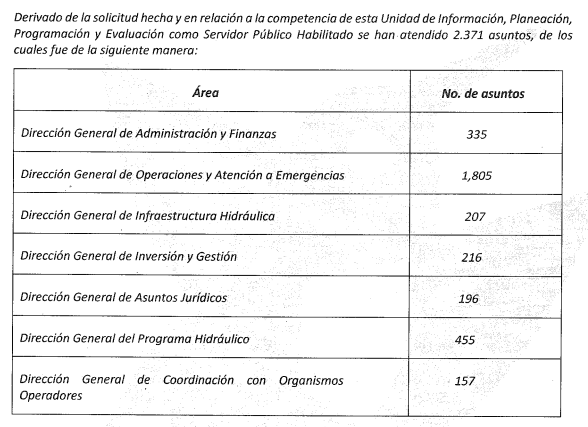 Derivado de la solicitud hecha y en relación a la competencia de esta Unidad de Información, Planeación,
Programación y Evaluación como Servidor Público Habilitado se han atendido 2.371 asuntos, de los
cuales fue de la siguiente manera:
Área No. de asuntos
Dirección General de Administración y Finanzas 335
Dirección General de Operaciones y Atención a Emergencias 1,805
Dirección General de Infraestructura Hidráulica 207
Dirección General de Inversión y Gestión 216
Dirección General de Asuntos Jurídicos 196
Dirección General del Programa Hidráulico 455
Dirección General de Coordinación con Organismos 157
Operadores